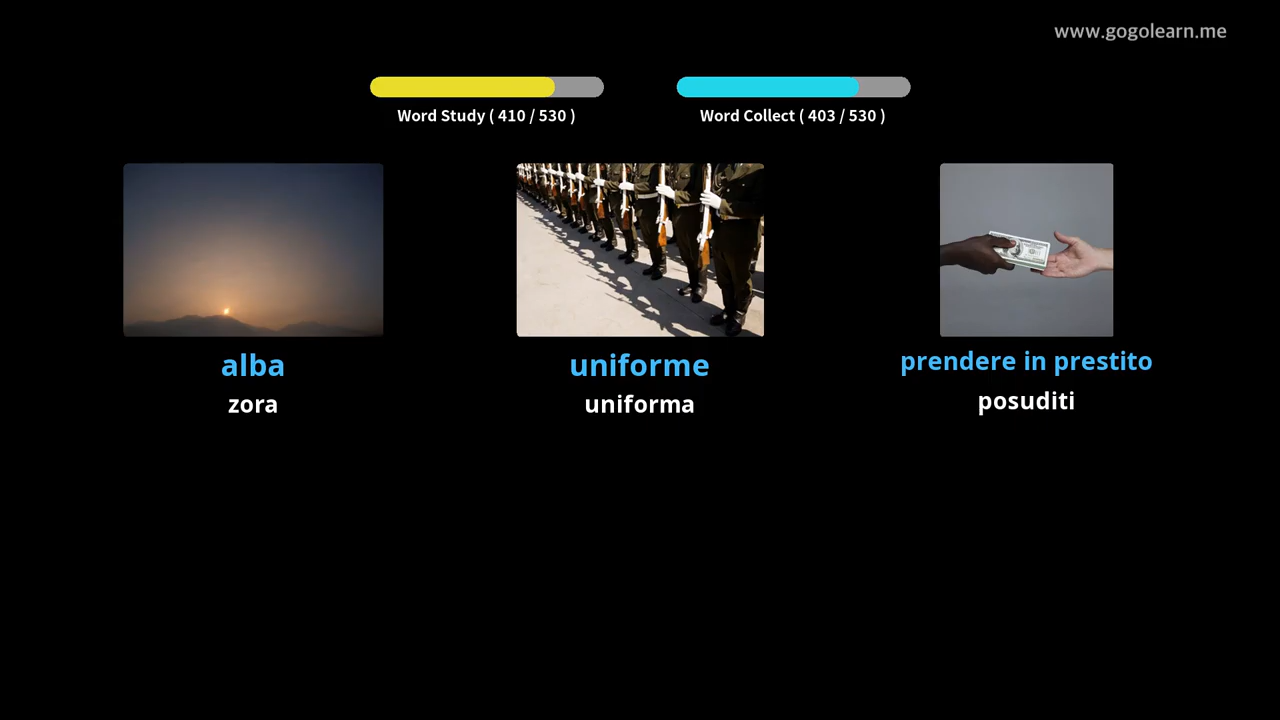 www.gogolearn.me
Word Study ( 410 / 530 )
Word Collect ( 403 / 530 )
alba
zora
uniforme
uniforma
prendere in prestito
posuditi